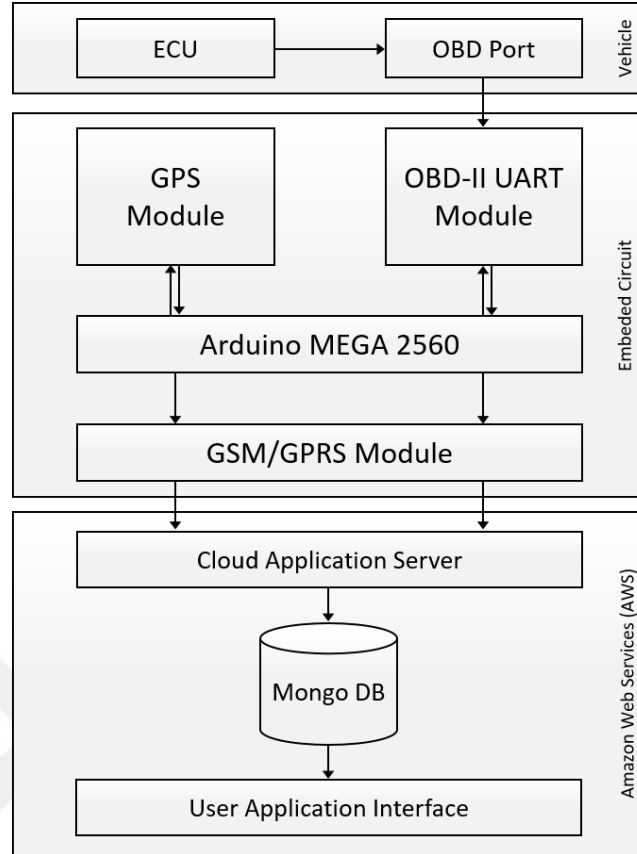 ECU
OBD Port
Vehicle
GPS
Module
OBD-II UART
Module
Arduino MEGA 2560
GSM/GPRS Module
Embeded Circuit
Cloud Application Server
Mongo DB
User Application Interface
Amazon Web Services (AWS)